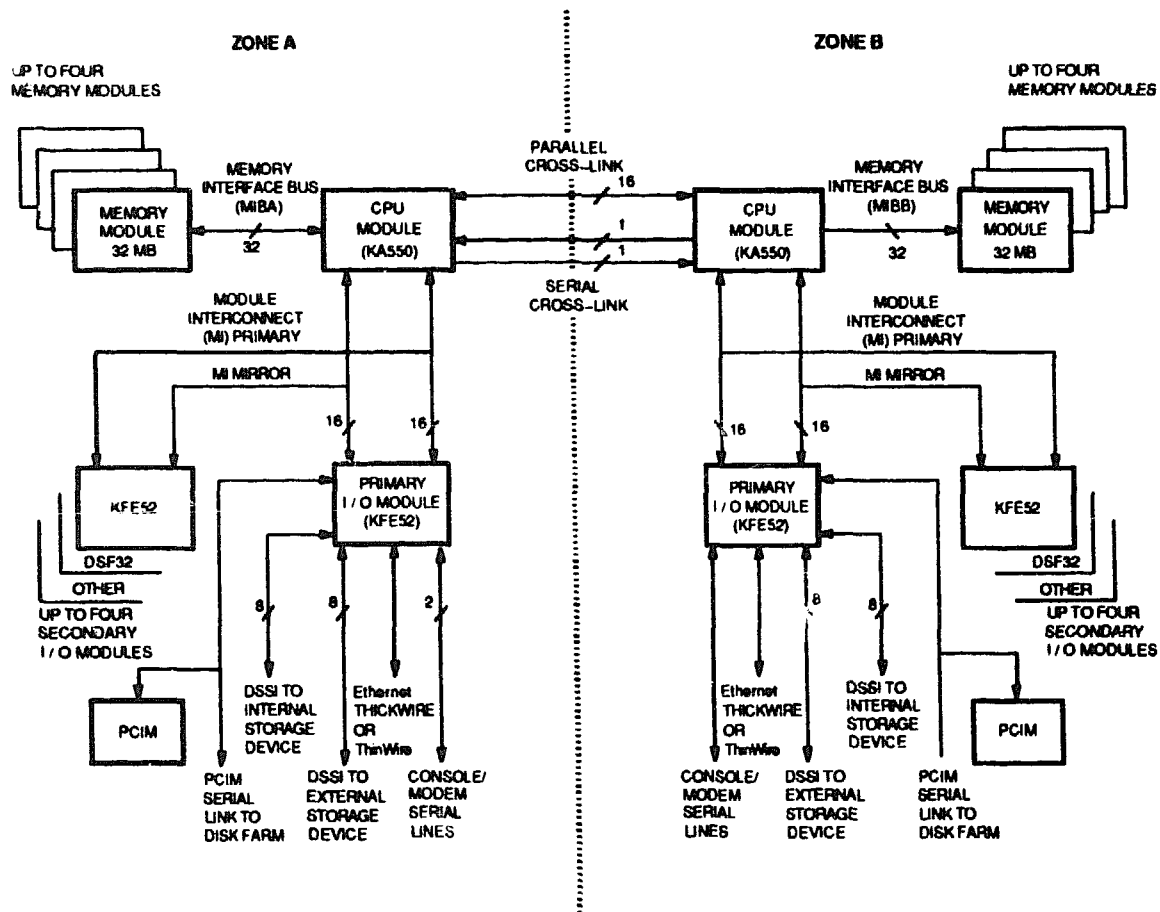 ZONE A
ZONE B
UP TO FOUR
MEMORY MODULES
UP TO FOUR
MEMORY MODULES
PARALLEL
CROSS-LINK
16
MEMORY
INTERFACE BUS
(MIBA)
32
MEMORY
MODULE
32 MB
CPU
MODULE
(KA550)
1
1
SERIAL
CROSS-LINK
CPU
MODULE
(KA550)
MEMORY
INTERFACE BUS
(MIBB)
32
MEMORY
MODULE
32 MB
MODULE
INTERCONNECT
(MI) PRIMARY
MI MIRROR
16
16
MODULE
INTERCONNECT
(MI) PRIMARY
MI MIRROR
16
16
KFE52
DSF32
OTHER
UP TO FOUR
SECONDARY
I / O MODULES
PRIMARY
I / O MODULE
(KFE52)
8
8
2
PRIMARY
I / O MODULE
(KFE52)
8
8
KFE52
DSF32
OTHER
UP TO FOUR
SECONDARY
I / O MODULES
PCIM
DSSI TO
INTERNAL
STORAGE
DEVICE
Ethernet
THICKWIRE
OR
ThinWire
PCIM
SERIAL
LINK TO
DISK FARM
DSSI TO
EXTERNAL
STORAGE
DEVICE
CONSOLE/
MODEM
SERIAL
LINES
Ethernet
THICKWIRE
OR
ThinWire
DSSI TO
INTERNAL
STORAGE
DEVICE
PCIM
CONSOLE/
MODEM
SERIAL
LINES
DSSI TO
EXTERNAL
STORAGE
DEVICE
PCIM
SERIAL
LINK TO
DISK FARM